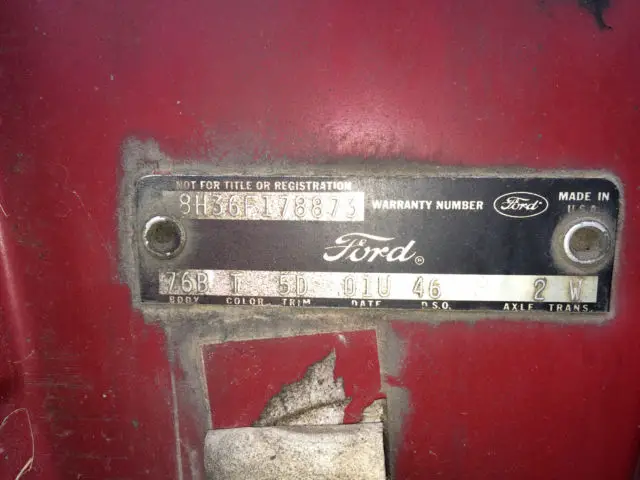 NOT FOR TITLE OR REGISTRATION
8H36F178873 WARRANTY NUMBER Ford MADE IN
U.S.A.
Ford
76B T 5D 01U 46 2 W
BODY COLOR TRIM DATE D.S.O. AXLE TRANS.